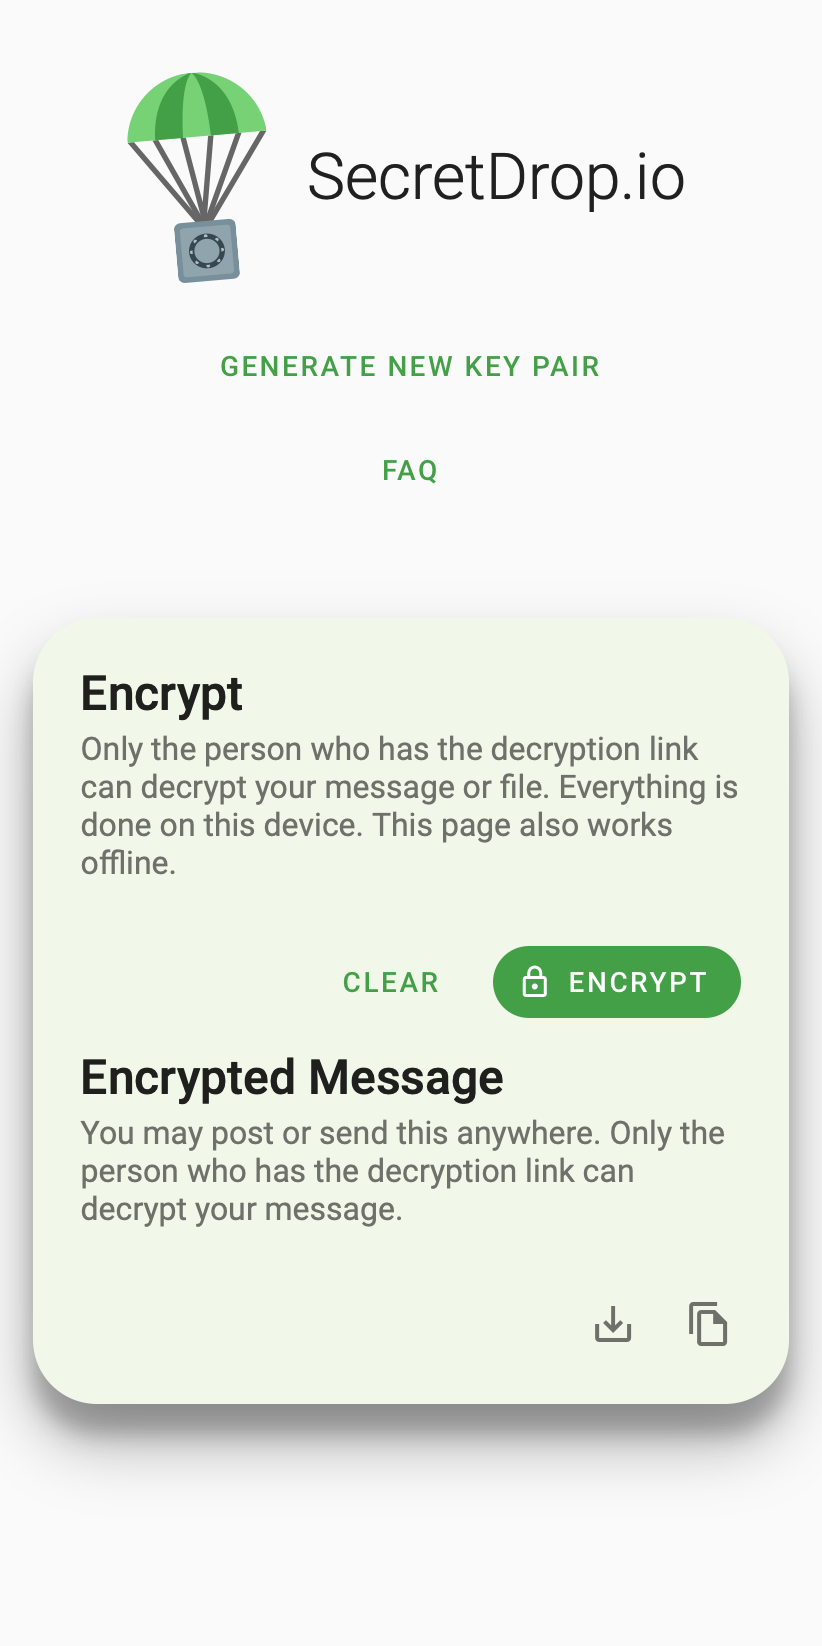 SecretDrop.io
GENERATE NEW KEY PAIR
FAQ
Encrypt
Only the person who has the decryption link
can decrypt your message or file. Everything is
done on this device. This page also works
offline.
CLEAR
ENCRYPT
Encrypted Message
You may post or send this anywhere. Only the
person who has the decryption link can
decrypt your message.